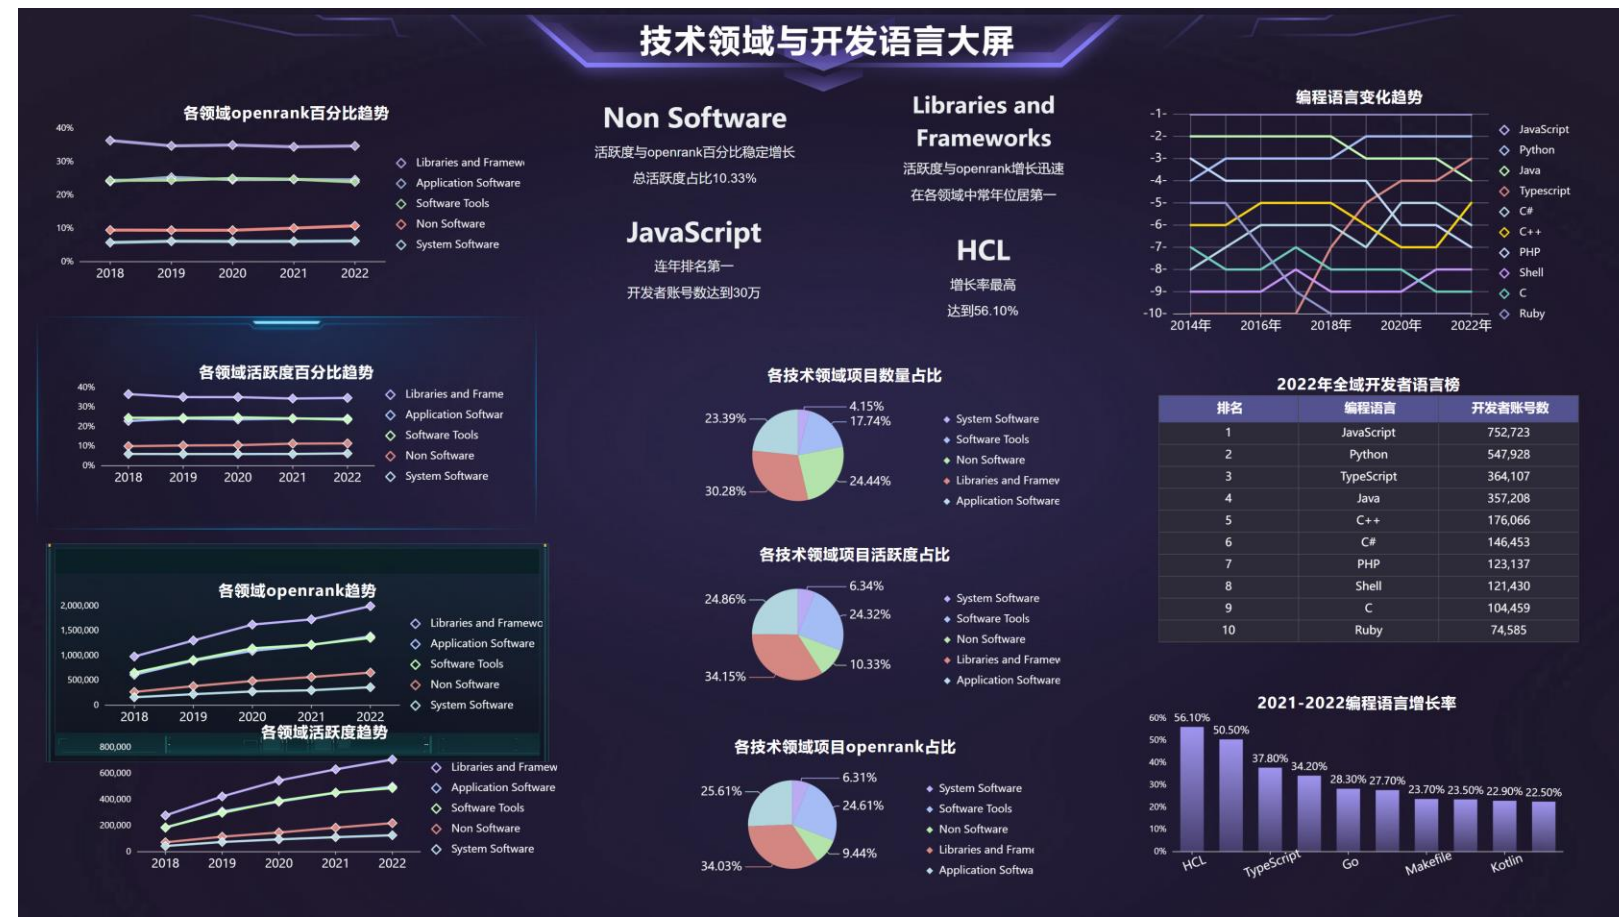 技术领域与开发语言大屏
各领域openrank百分比趋势
40%
30%
20%
10%
0%
2018 2019 2020 2021 2022
Libraries and Framew
Application Software
Software Tools
Non Software
System Software
Non Software
活跃度与openrank百分比稳定增长
总活跃度占比10.33%
Libraries and
Frameworks
活跃度与openrank增长迅速
在各领域中常年位居第一
JavaScript
连年排名第一
开发者账号数达到30万
HCL
增长率最高
达到56.10%
编程语言变化趋势
-1-
-2-
-3-
-4-
-5-
-6-
-7-
-8-
-9-
-10-
2014年 2016年 2018年 2020年 2022年
JavaScript
Python
Java
Typescript
C#
C++
PHP
Shell
C
Ruby
各领域活跃度百分比趋势
40%
30%
20%
10%
0%
2018 2019 2020 2021 2022
Libraries and Frame
Application Softwar
Software Tools
Non Software
System Software
各领域openrank趋势
2,000,000
1,500,000
1,000,000
500,000
0
2018 2019 2020 2021 2022
Libraries and Framewo
Application Software
Software Tools
Non Software
System Software
各领域活跃度趋势
800,000
600,000
400,000
200,000
0
2018 2019 2020 2021 2022
Libraries and Framew
Application Software
Software Tools
Non Software
System Software
各技术领域项目数量占比
4.15%
17.74%
24.44%
30.28%
23.39%
System Software
Software Tools
Non Software
Libraries and Framew
Application Software
各技术领域项目活跃度占比
6.34%
24.32%
10.33%
34.15%
24.86%
System Software
Software Tools
Non Software
Libraries and Framew
Application Software
各技术领域项目openrank占比
6.31%
24.61%
9.44%
34.03%
25.61%
System Software
Software Tools
Non Software
Libraries and Fram
Application Softwa
2022年全域开发者语言榜
排名 编程语言 开发者账号数
1 JavaScript 752,723
2 Python 547,928
3 TypeScript 364,107
4 Java 357,208
5 C++ 176,066
6 C# 146,453
7 PHP 123,137
8 Shell 121,430
9 C 104,459
10 Ruby 74,585
2021-2022编程语言增长率
60%
50%
40%
30%
20%
10%
0%
56.10% 50.50% 37.80% 34.20% 28.30% 27.70% 23.70% 23.50% 22.90% 22.50%
HCL TypeScript Go Makefile Kotlin